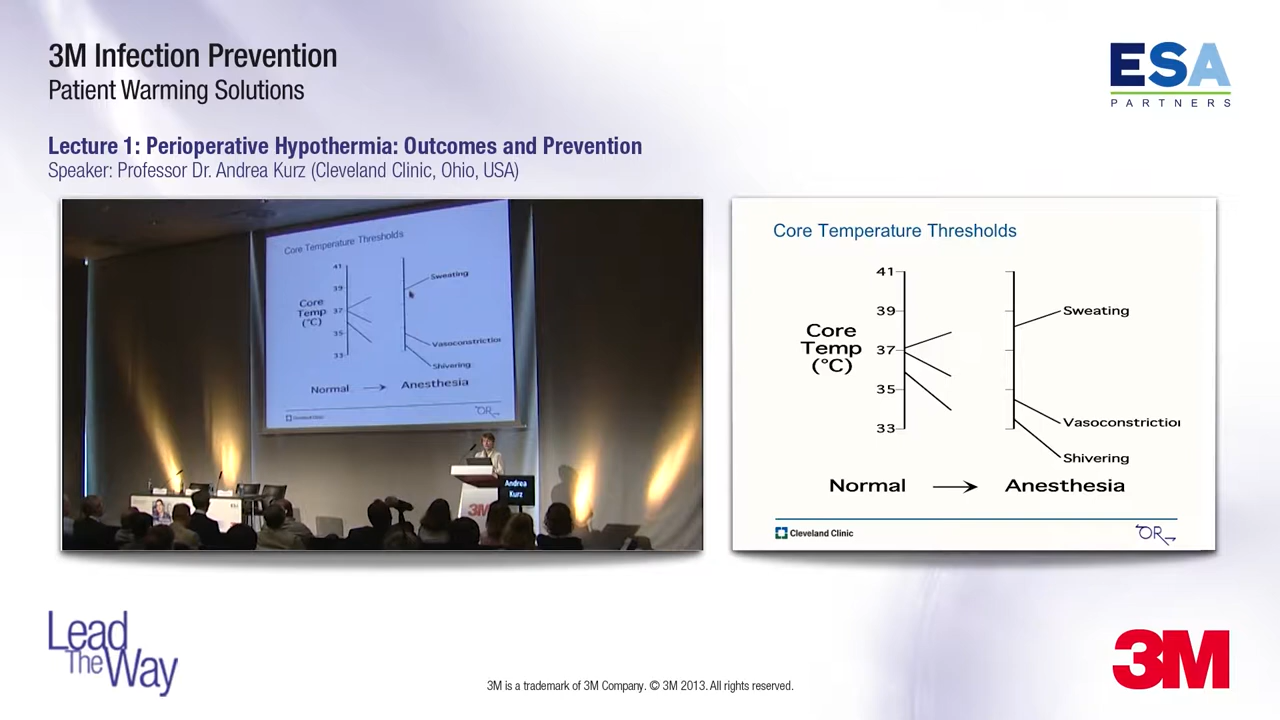 3M Infection Prevention
Patient Warming Solutions
ESA
PARTNERS
Lecture 1: Perioperative Hypothermia: Outcomes and Prevention
Speaker: Professor Dr. Andrea Kurz (Cleveland Clinic, Ohio, USA)
Core Temperature Thresholds
41
39
37
35
33
Core
Temp
(°C)
Sweating
Vasoconstriction
Shivering
Normal
Anesthesia
Cleveland Clinic
OR
Andrea
Kurz
3M
Core Temperature Thresholds
41
39
37
35
33
Core
Temp
(°C)
Sweating
Vasoconstriction
Shivering
Normal
Anesthesia
Cleveland Clinic
OR
Lead
The Way
3M is a trademark of 3M Company. © 3M 2013. All rights reserved.
3M